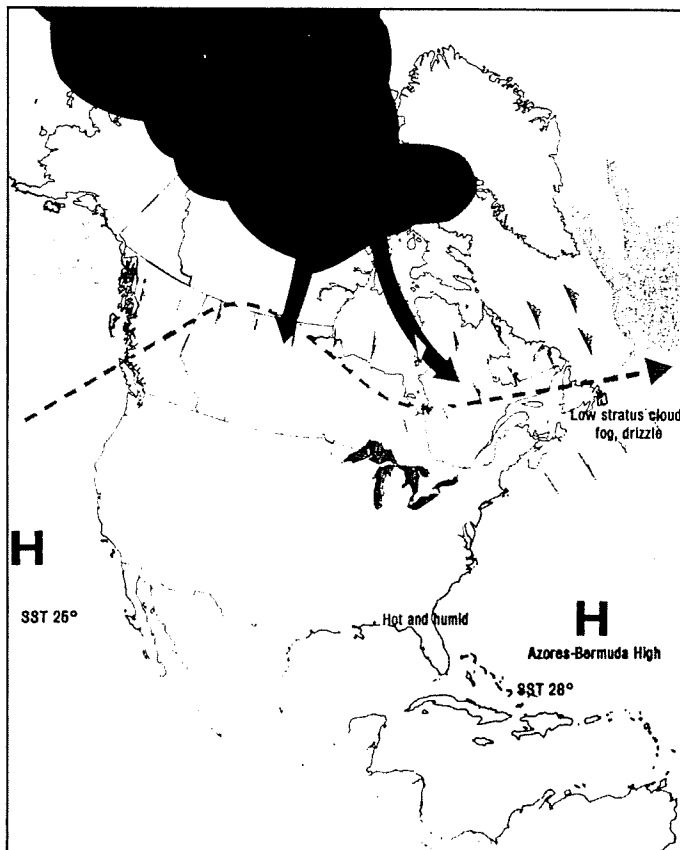 Low stratus cloud
fog, drizzle
H
SST 25°
Hot and humid
H
Azores-Bermuda High
SST 28°